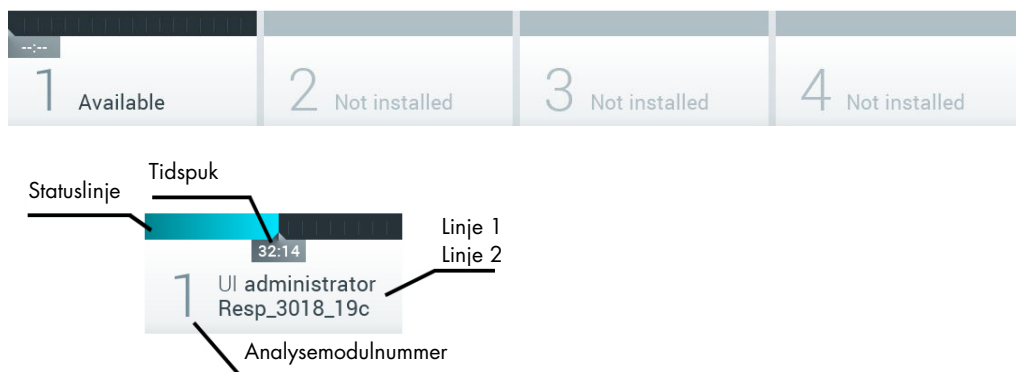 --:--
1 Available
2 Not installed
3 Not installed
4 Not installed
Tidspuk
Statuslinje
Linje 1
Linje 2
32:14
1 UI administrator
Resp_3018_19c
Analysemodulnummer